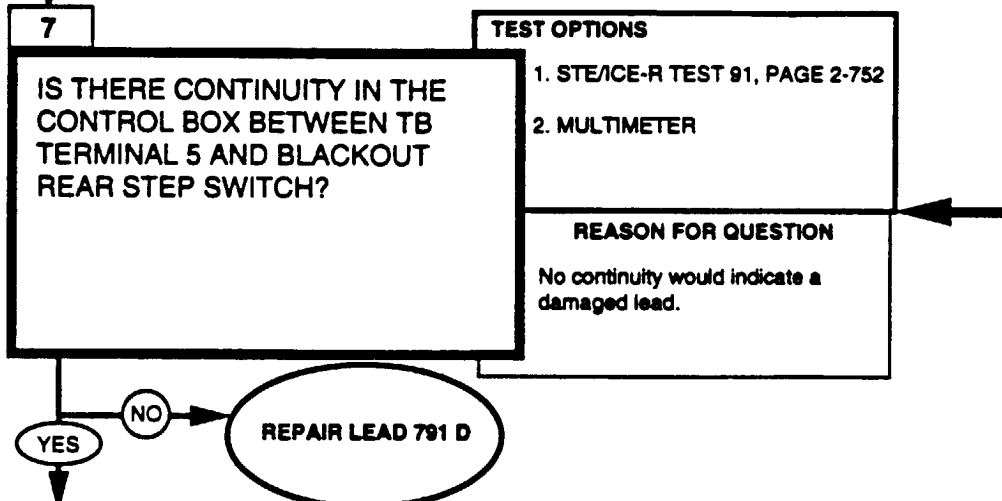 7
IS THERE CONTINUITY IN THE
CONTROL BOX BETWEEN TB
TERMINAL 5 AND BLACKOUT
REAR STEP SWITCH?
TEST OPTIONS
1. STE/ICE-R TEST 91, PAGE 2-752
2. MULTIMETER
REASON FOR QUESTION
No continuity would indicate a
damaged lead.
NO
REPAIR LEAD 791 D
YES